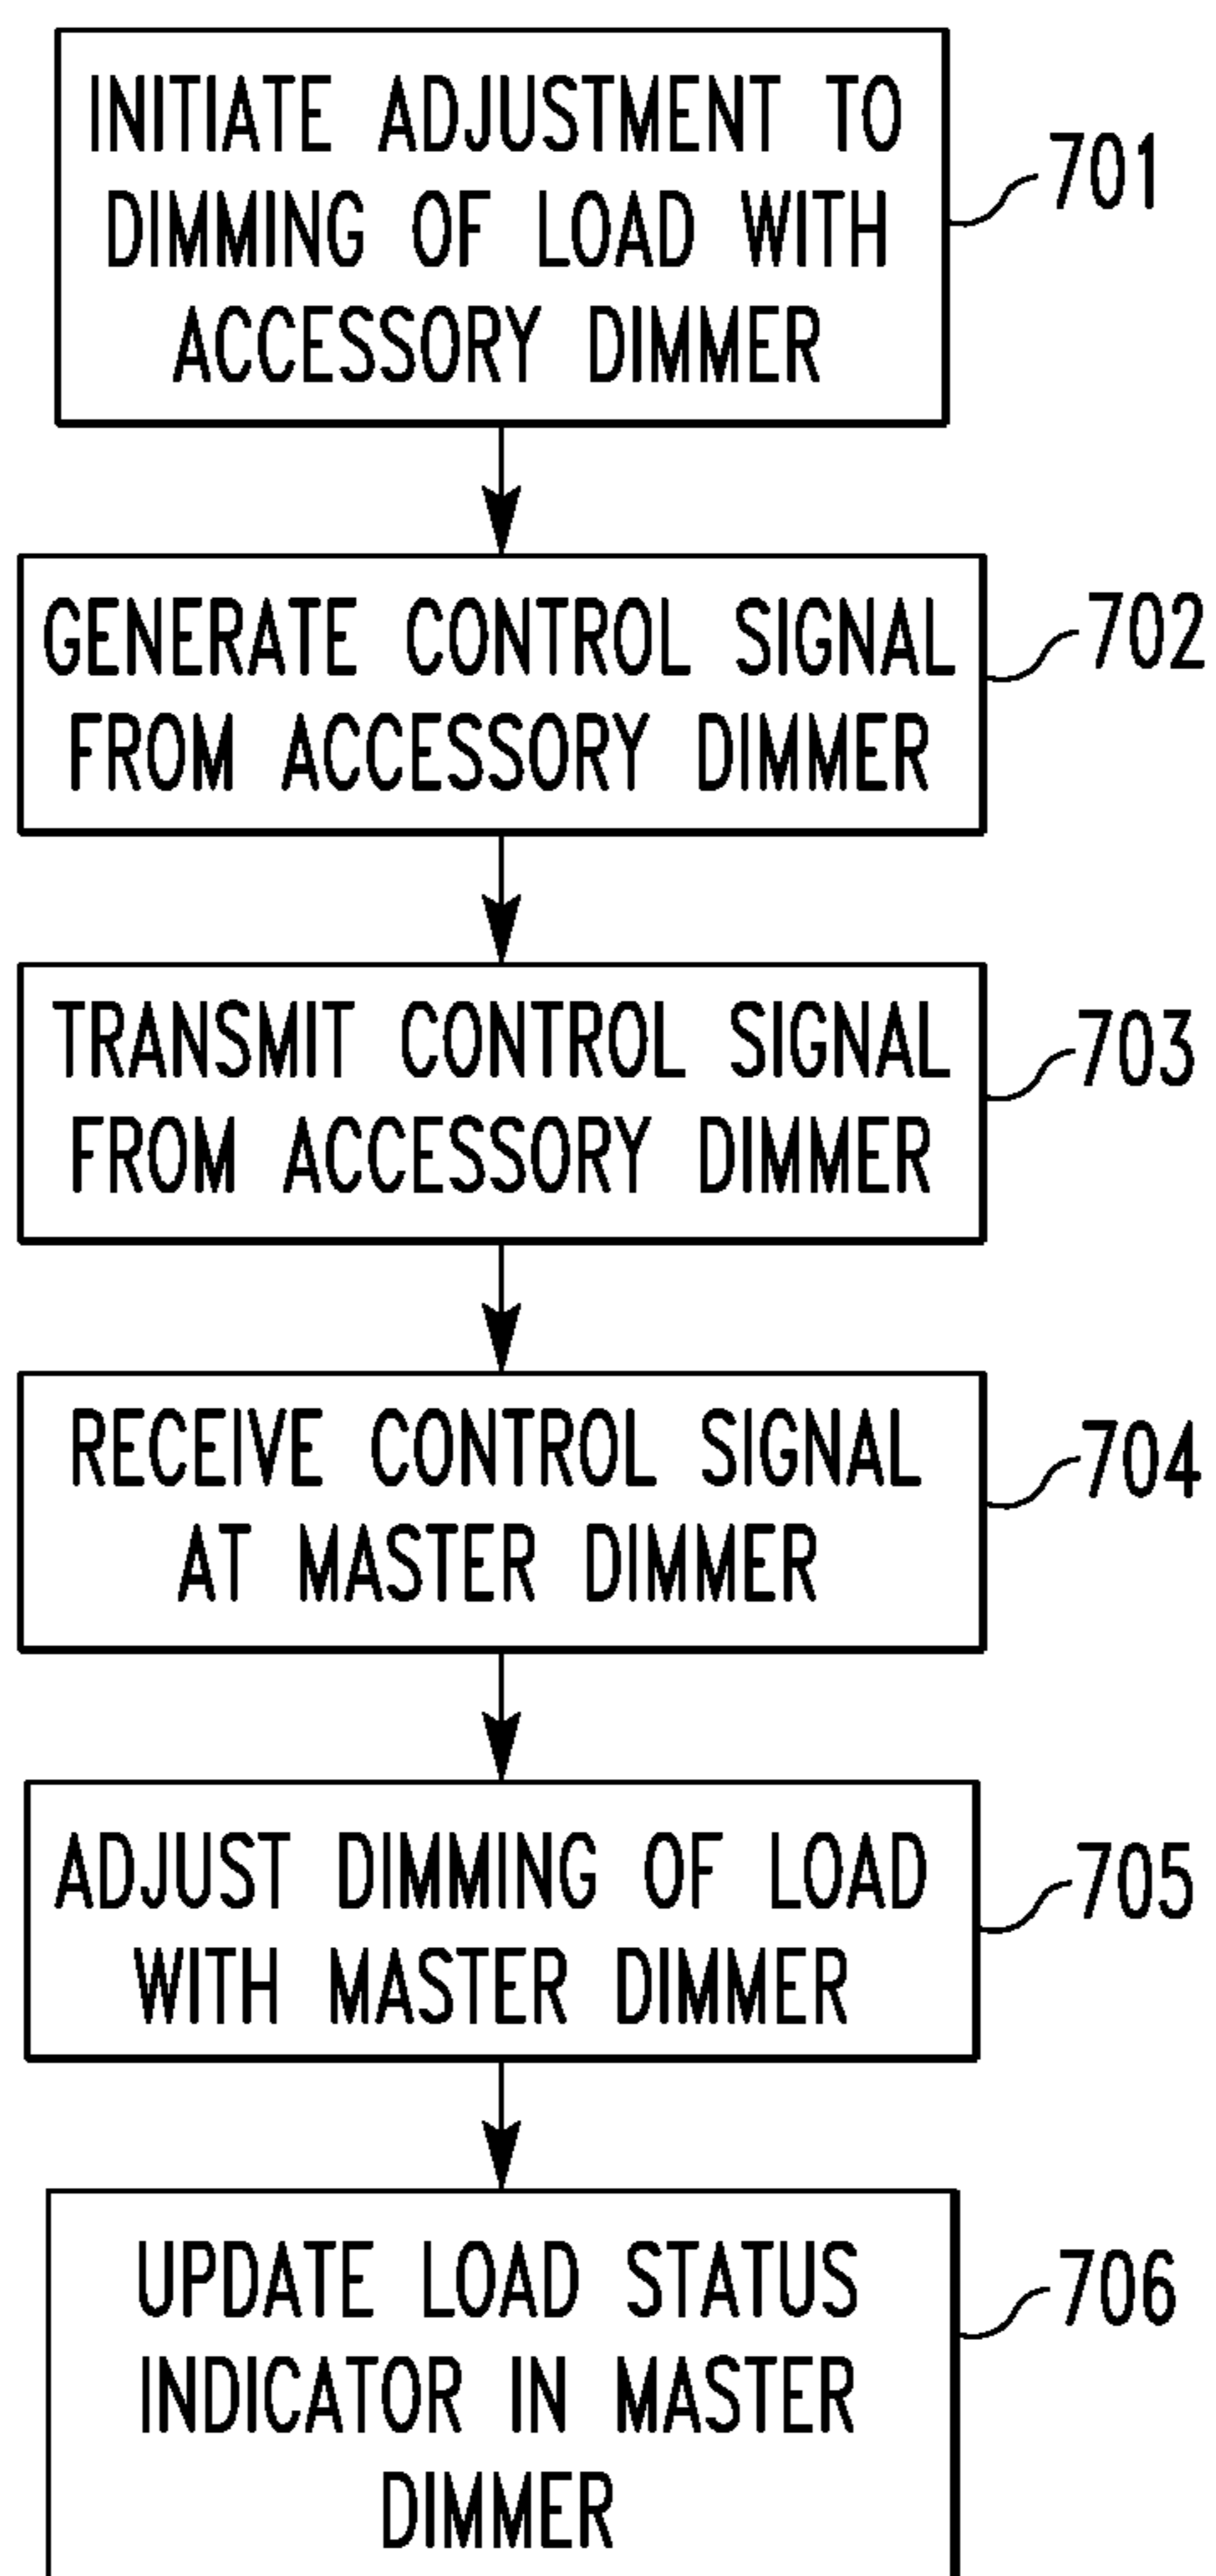 INITIATE ADJUSTMENT TO
DIMMING OF LOAD WITH
ACCESSORY DIMMER
701
GENERATE CONTROL SIGNAL
FROM ACCESSORY DIMMER
702
TRANSMIT CONTROL SIGNAL
FROM ACCESSORY DIMMER
703
RECEIVE CONTROL SIGNAL
AT MASTER DIMMER
704
ADJUST DIMMING OF LOAD
WITH MASTER DIMMER
705
UPDATE LOAD STATUS
INDICATOR IN MASTER
DIMMER
706